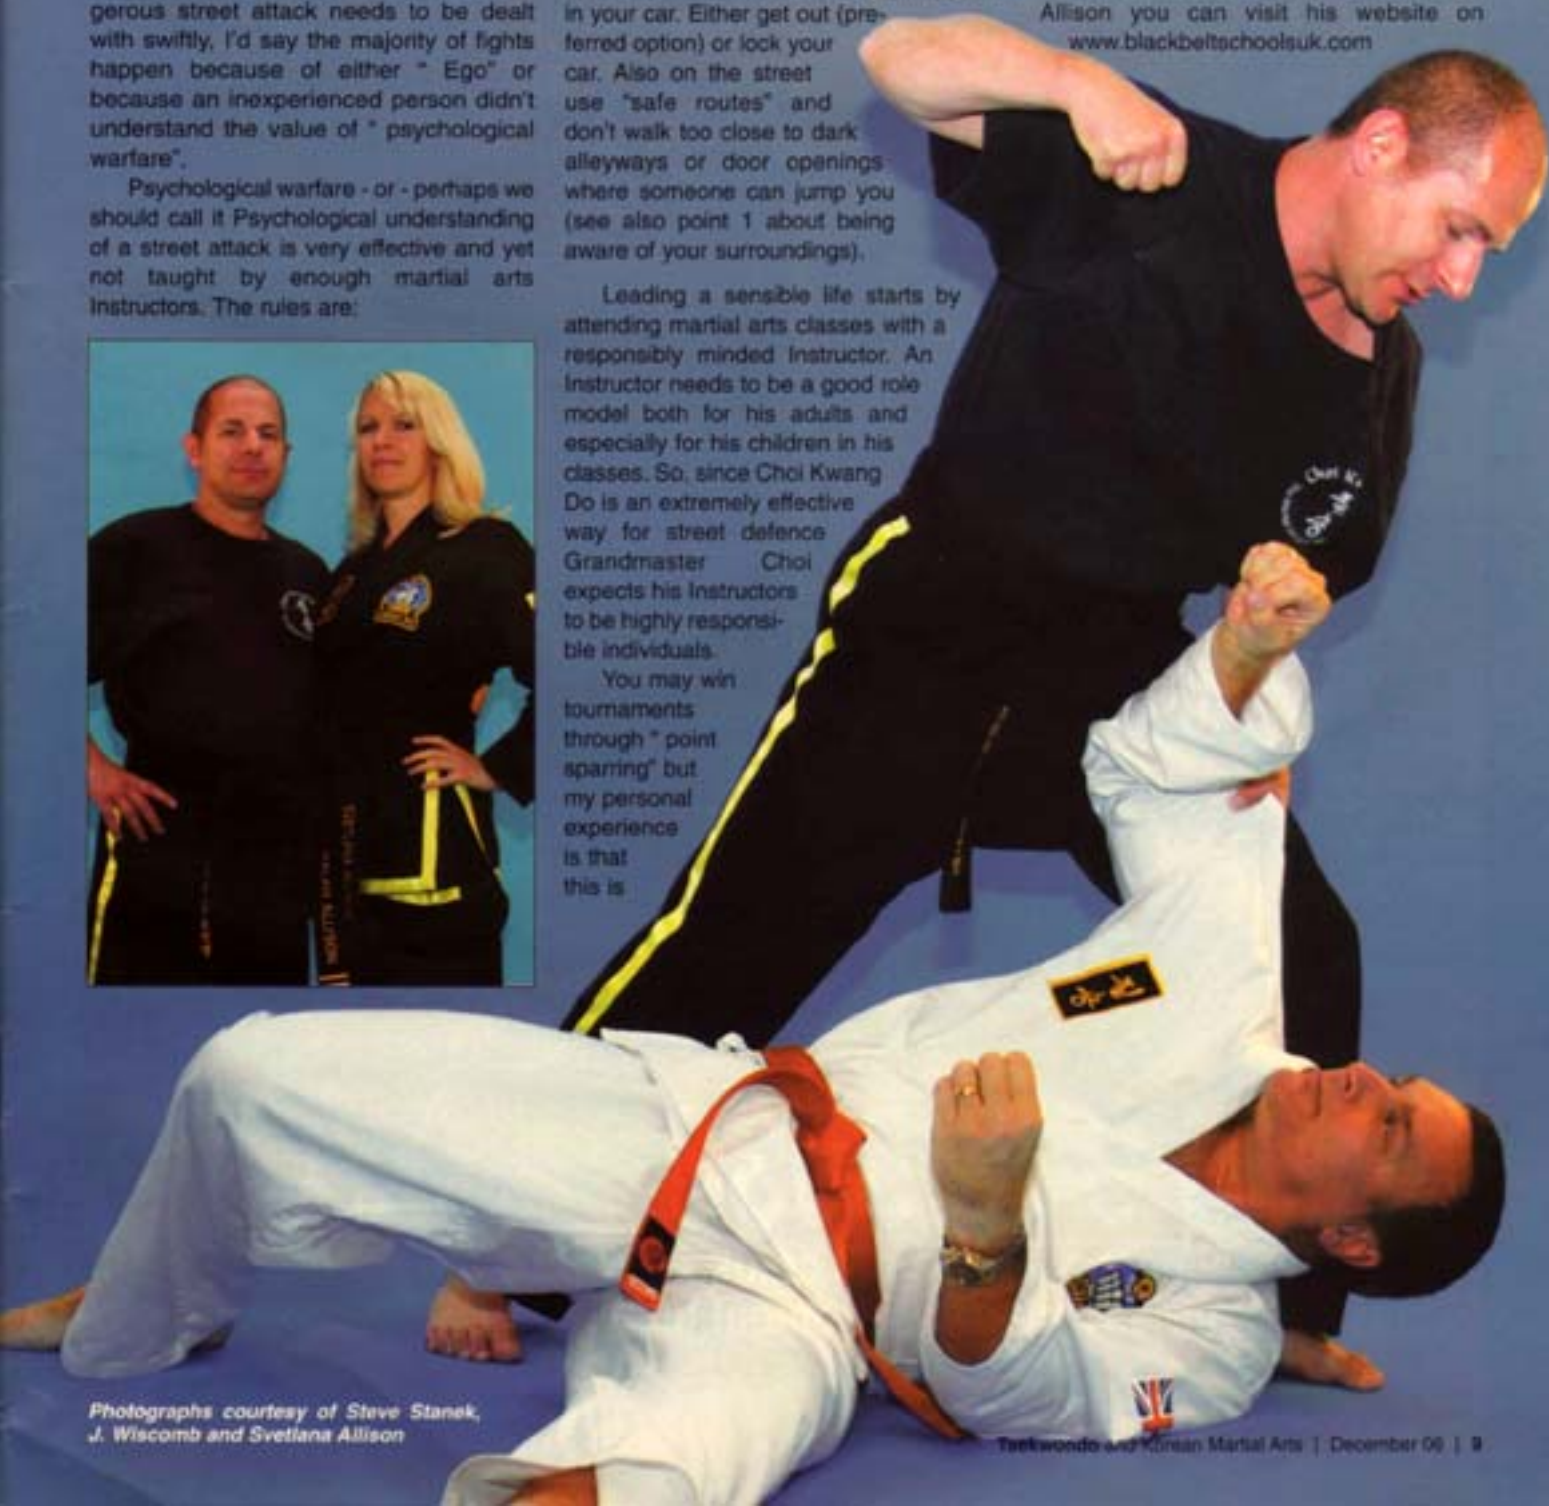 gerous street attack needs to be dealt
with swiftly, I'd say the majority of fights
happen because of either " Ego" or
because an inexperienced person didn't
understand the value of " psychological
warfare".
Psychological warfare - or - perhaps we
should call it Psychological understanding
of a street attack is very effective and yet
not taught by enough martial arts
Instructors. The rules are:
in your car. Either get out (pre-
ferred option) or lock your
car. Also on the street
use "safe routes" and
don't walk too close to dark
alleyways or door openings
where someone can jump you
(see also point 1 about being
aware of your surroundings).
Leading a sensible life starts by
attending martial arts classes with a
responsibly minded Instructor. An
Instructor needs to be a good role
model both for his adults and
especially for his children in his
classes. So, since Choi Kwang
Do is an extremely effective
way for street defence
Grandmaster Choi
expects his Instructors
to be highly responsi-
ble individuals.
You may win
tournaments
through " point
sparring" but
my personal
experience
is that
this is
Allison you can visit his website on
www.blackbeltschoolsuk.com
Choi
Photographs courtesy of Steve Stanek,
J. Wiscomb and Svetlana Allison
Taekwondo and Korean Martial Arts | December 06 | 9